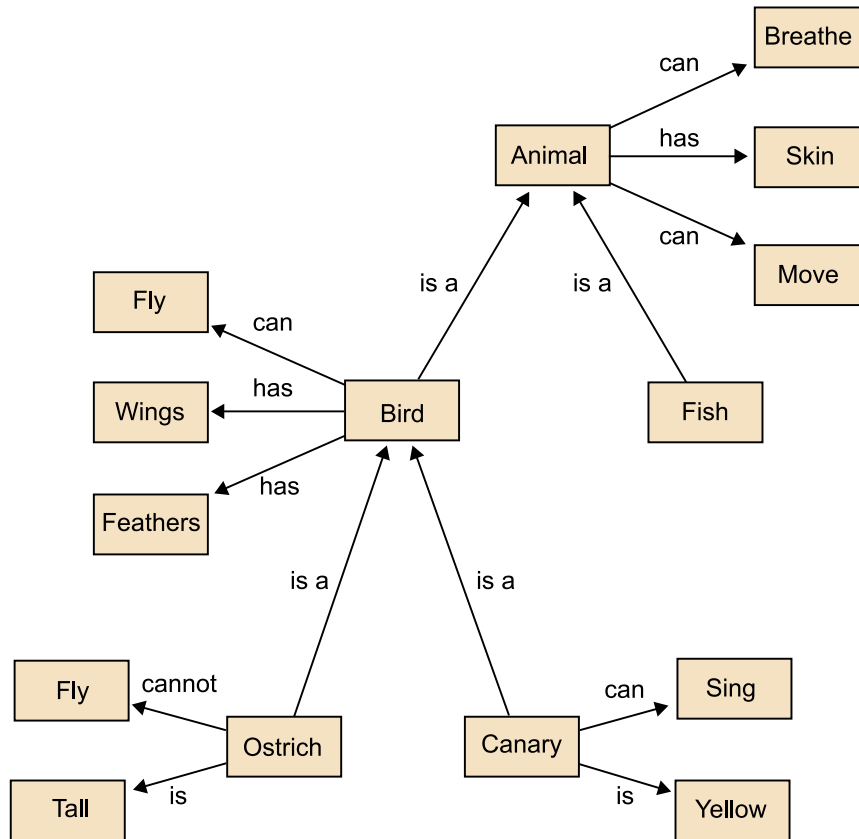 Breathe
can
Animal
has
Skin
can
Move
Fly
can
is a
is a
Wings
has
Bird
Fish
Feathers
has
is a
is a
Fly
cannot
can
Sing
Ostrich
Canary
Tall
is
is
Yellow